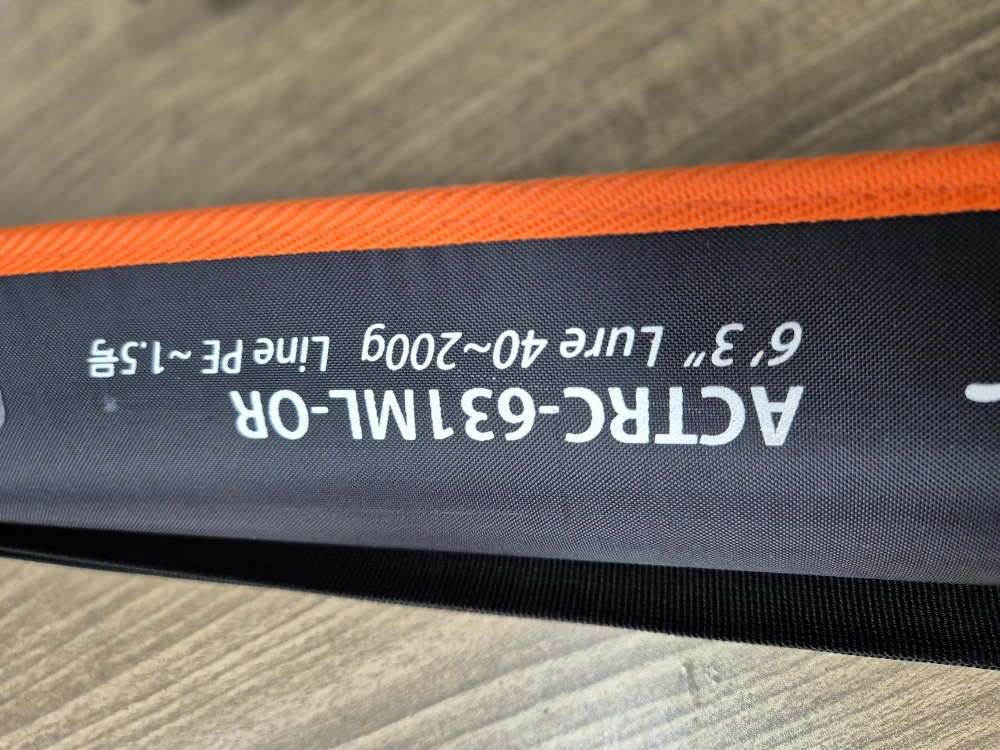 ACTRC-631ML-OR
6'3" Lure 40~200g Line PE ~1.5号